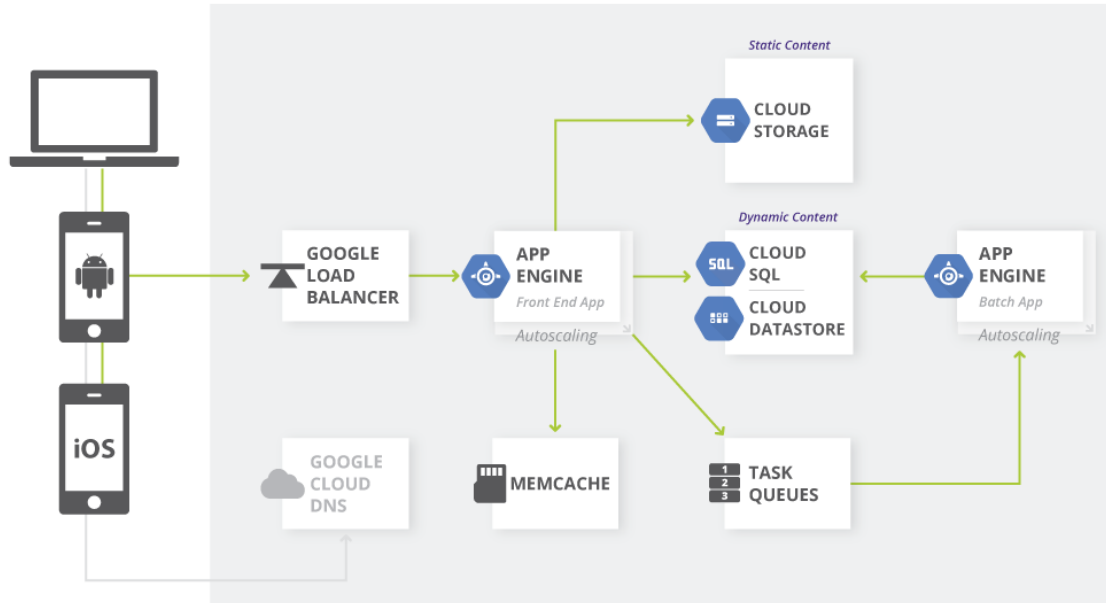 Static Content
CLOUD
STORAGE
Dynamic Content
GOOGLE
LOAD
BALANCER
APP
ENGINE
Front End App
Autoscaling
SQL
CLOUD
SQL
CLOUD
DATASTORE
APP
ENGINE
Batch App
Autoscaling
iOS
GOOGLE
CLOUD
DNS
MEMCACHE
1
2
3
TASK
QUEUES